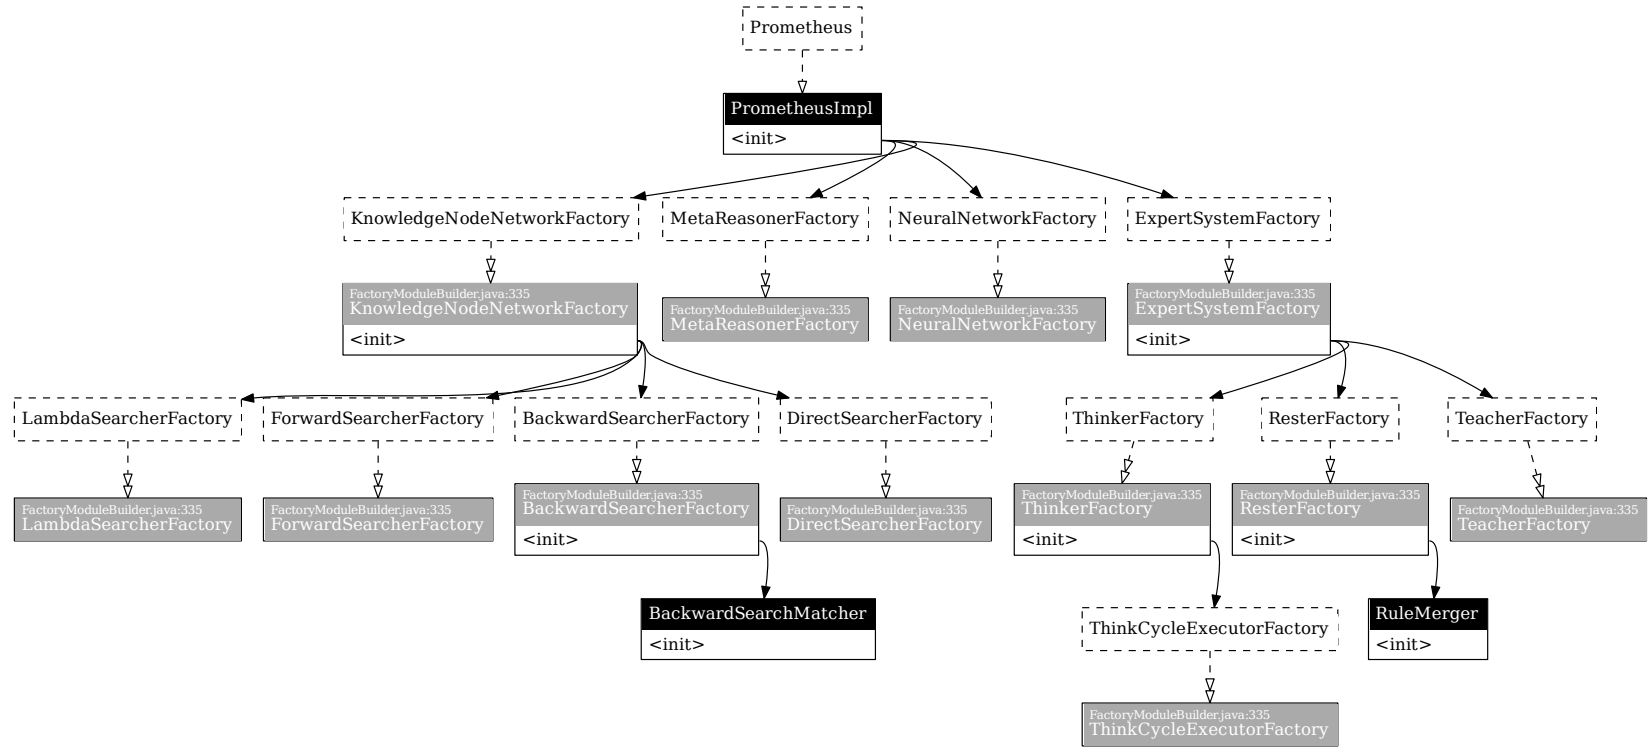 Prometheus
PrometheusImpl
<init>
KnowledgeNodeNetworkFactory
MetaReasonerFactory
NeuralNetworkFactory
ExpertSystemFactory
FactoryModuleBuilder.java:335
KnowledgeNodeNetworkFactory
<init>
FactoryModuleBuilder.java:335
MetaReasonerFactory
FactoryModuleBuilder.java:335
NeuralNetworkFactory
FactoryModuleBuilder.java:335
ExpertSystemFactory
<init>
LambdaSearcherFactory
ForwardSearcherFactory
BackwardSearcherFactory
DirectSearcherFactory
ThinkerFactory
ResterFactory
TeacherFactory
FactoryModuleBuilder.java:335
LambdaSearcherFactory
FactoryModuleBuilder.java:335
ForwardSearcherFactory
FactoryModuleBuilder.java:335
BackwardSearcherFactory
<init>
FactoryModuleBuilder.java:335
DirectSearcherFactory
FactoryModuleBuilder.java:335
ThinkerFactory
<init>
FactoryModuleBuilder.java:335
ResterFactory
<init>
FactoryModuleBuilder.java:335
TeacherFactory
BackwardSearchMatcher
<init>
ThinkCycleExecutorFactory
RuleMerger
<init>
FactoryModuleBuilder.java:335
ThinkCycleExecutorFactory